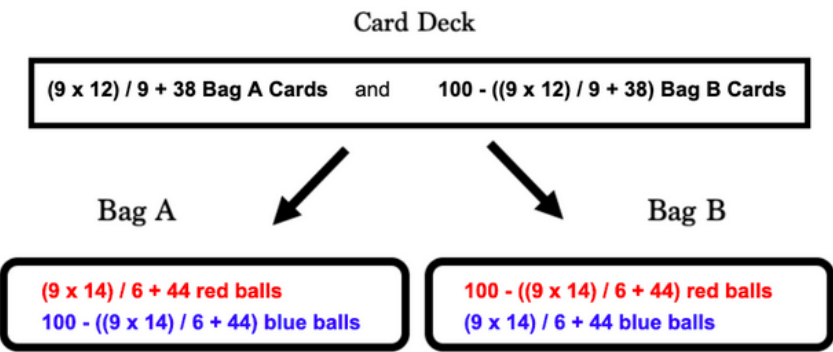 Card Deck
(9 x 12) / 9 + 38 Bag A Cards and 100 - ((9 x 12) / 9 + 38) Bag B Cards
Bag A
Bag B
(9 x 14) / 6 + 44 red balls
100 - ((9 x 14) / 6 + 44) blue balls
100 - ((9 x 14) / 6 + 44) red balls
(9 x 14) / 6 + 44 blue balls